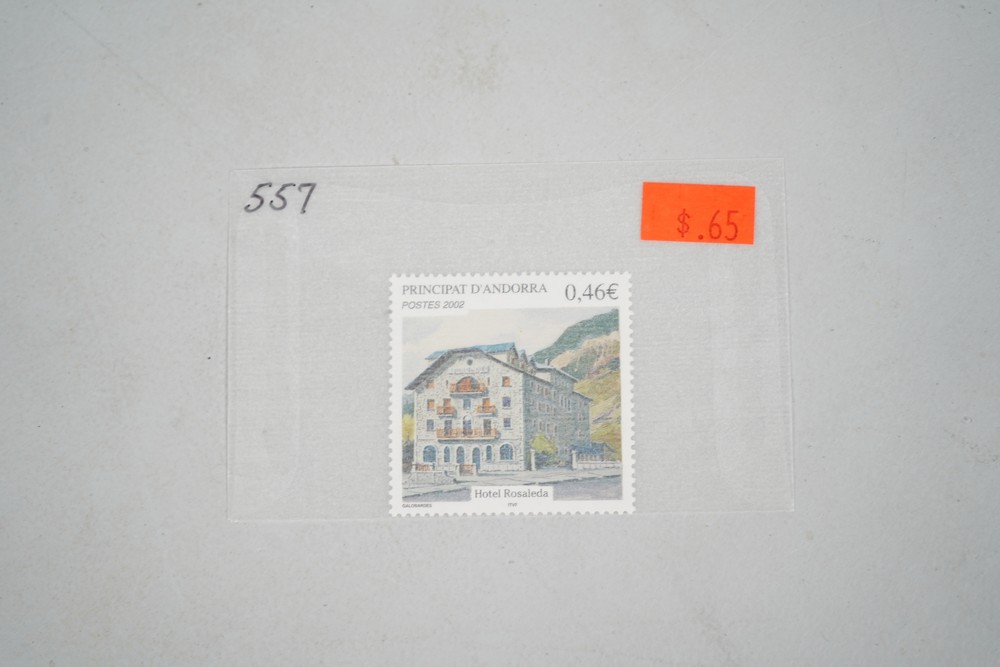 557
$.65
PRINCIPAT D'ANDORRA
0,46€
POSTES 2002
Hotel Rosaleda